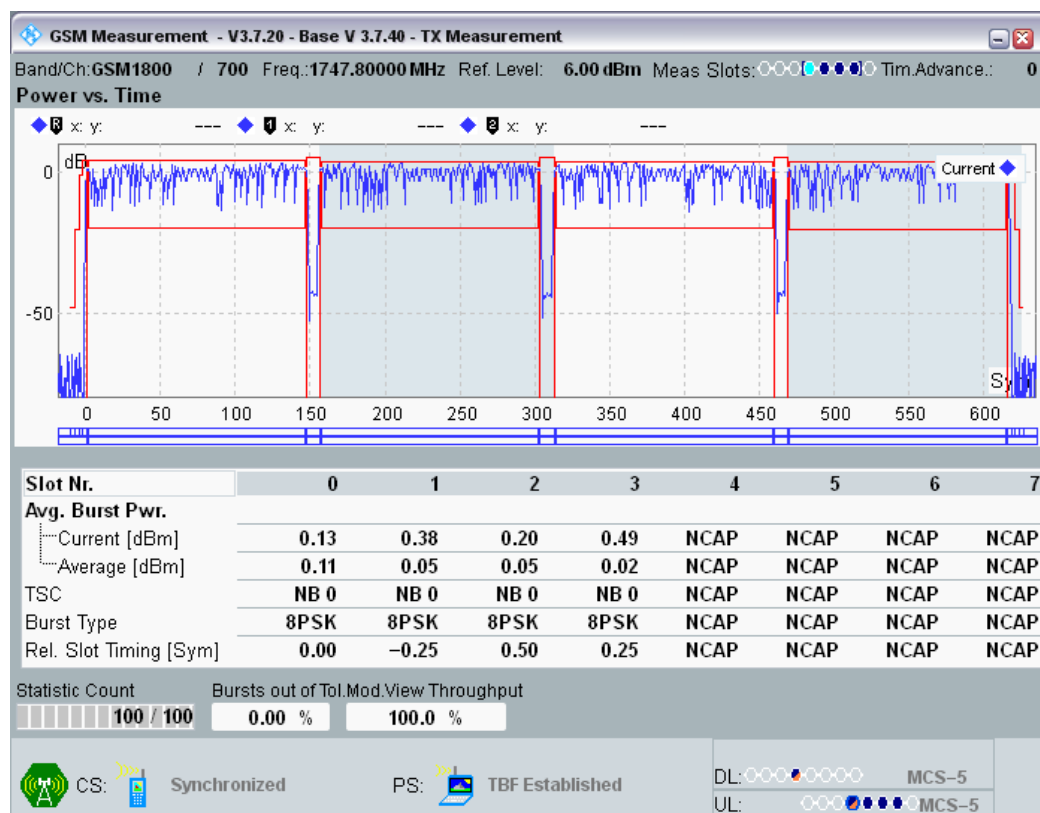 GSM Measurement - V3.7.20 - Base V 3.7.40 - TX Measurement
Band/Ch:GSM1800 / 700 Freq.:1747.80000 MHz Ref. Level: 6.00 dBm Meas Slots: Tim.Advance.: 0
Power vs. Time
R x: y: --- 1 x: y: --- 2 x: y: ---
Current
0
-50
0 50 100 150 200 250 300 350 400 450 500 550 600
Slot Nr. 0 1 2 3 4 5 6 7
Avg. Burst Pwr.
Current [dBm] 0.13 0.38 0.20 0.49 NCAP NCAP NCAP NCAP
Average [dBm] 0.11 0.05 0.05 0.02 NCAP NCAP NCAP NCAP
TSC NB 0 NB 0 NB 0 NB 0 NCAP NCAP NCAP NCAP
Burst Type 8PSK 8PSK 8PSK 8PSK NCAP NCAP NCAP NCAP
Rel. Slot Timing [Sym] 0.00 −0.25 0.50 0.25 NCAP NCAP NCAP NCAP
Statistic Count Bursts out of Tol.Mod.View Throughput
100 / 100 0.00 % 100.0 %
CS: Synchronized PS: TBF Established DL: MCS−5
UL: MCS−5